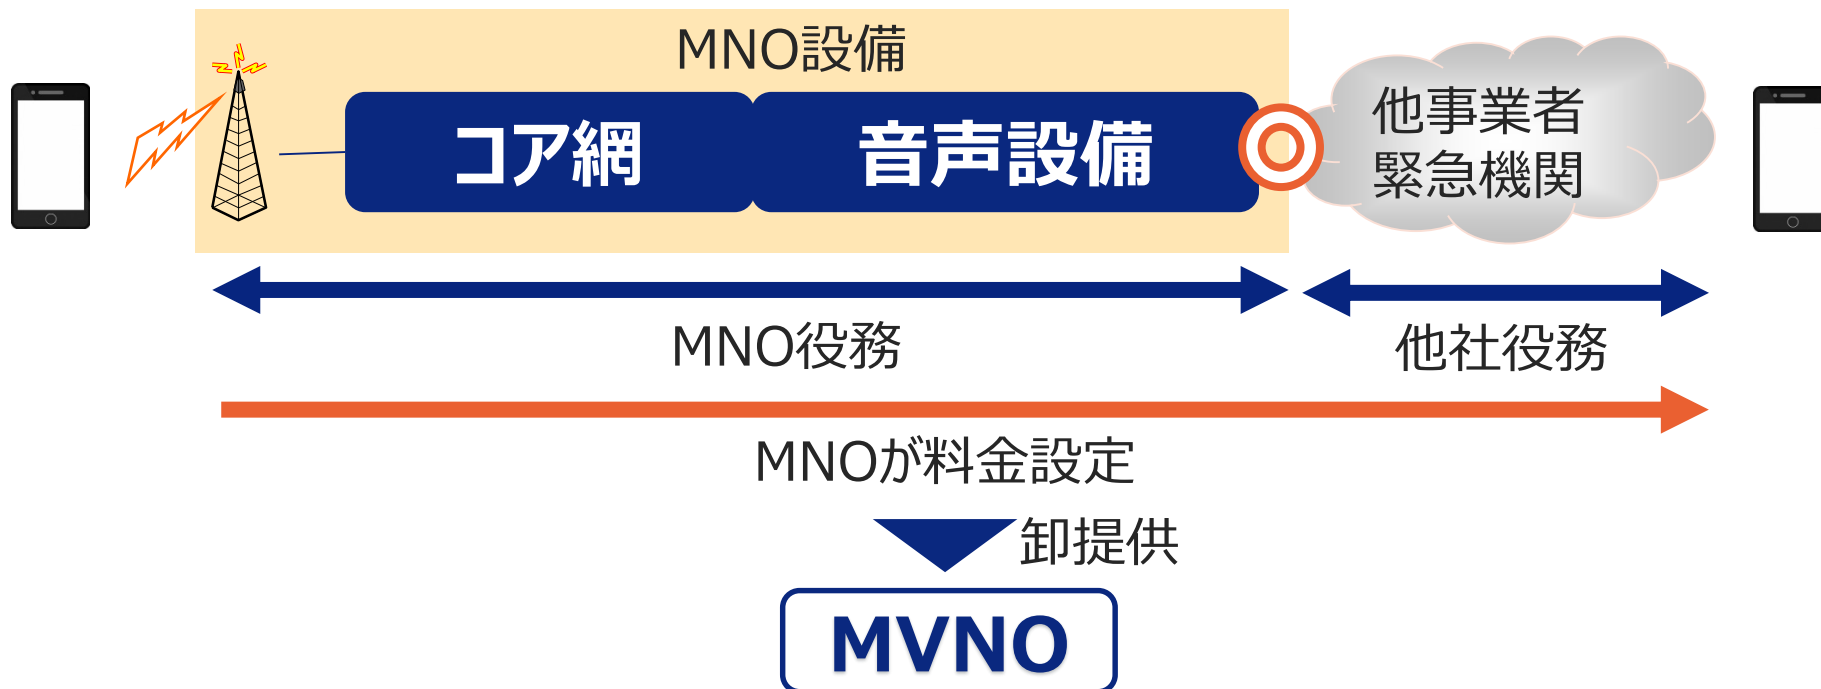 MNO設備
コア網
音声設備
他事業者
緊急機関
MNO役務
他社役務
MNOが料金設定
卸提供
MVNO